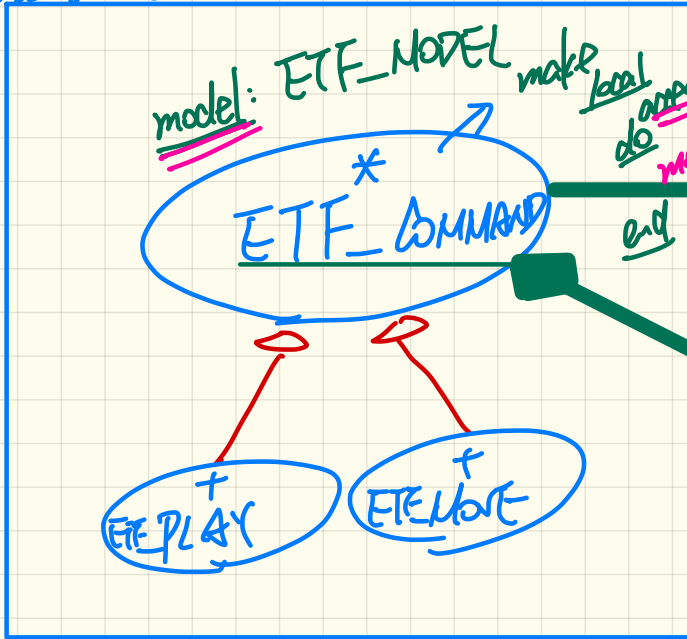 model: ETF_MODEL
make
local
do
end
*
ETF_COMMAND
+
ETF_PLAY
+
ETF_MOVE